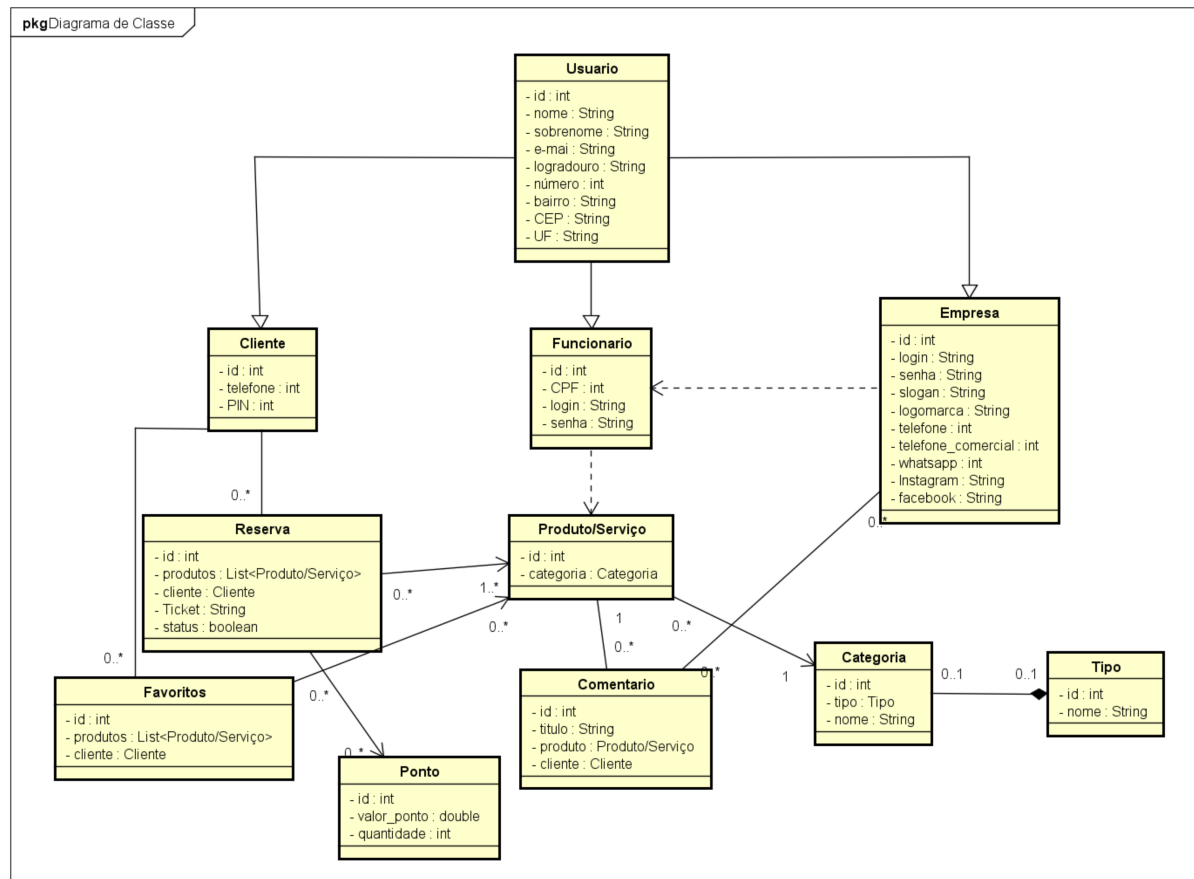 pkg Diagrama de Classe
Usuario
- id : int
- nome : String
- sobrenome : String
- e-mai : String
- logradouro : String
- número : int
- bairro : String
- CEP : String
- UF : String
Cliente
- id : int
- telefone : int
- PIN : int
Funcionario
- id : int
- CPF : int
- login : String
- senha : String
Empresa
- id : int
- login : String
- senha : String
- slogan : String
- logomarca : String
- telefone : int
- telefone_comercial : int
- whatsapp : int
- Instagram : String
- facebook : String
0..*
0..*
Reserva
- id : int
- produtos : List<Produto/Serviço>
- cliente : Cliente
- Ticket : String
- status : boolean
0..*
1..*
Produto/Serviço
- id : int
- categoria : Categoria
0..*
1
0..*
0..*
0..*
0..*
0..*
1
Favoritos
- id : int
- produtos : List<Produto/Serviço>
- cliente : Cliente
0..*
Comentario
- id : int
- titulo : String
- produto : Produto/Serviço
- cliente : Cliente
Categoria
- id : int
- tipo : Tipo
- nome : String
0..1
0..1
Tipo
- id : int
- nome : String
Ponto
- id : int
- valor_ponto : double
- quantidade : int